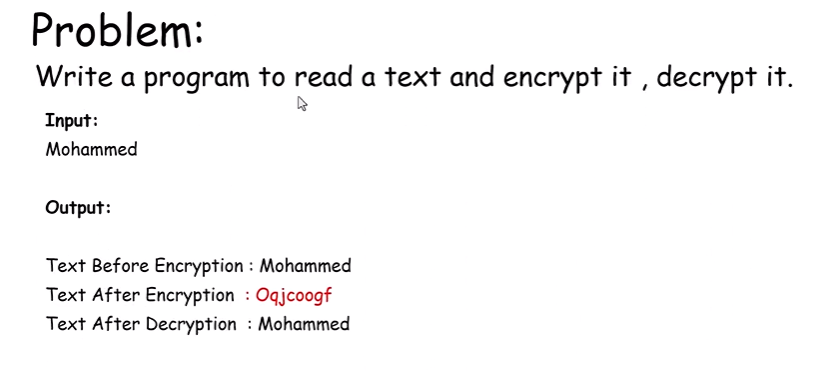 Problem:
Write a program to read a text and encrypt it , decrypt it.
Input:
Mohammed
Output:
Text Before Encryption : Mohammed
Text After Encryption : Oqjcoogf
Text After Decryption : Mohammed